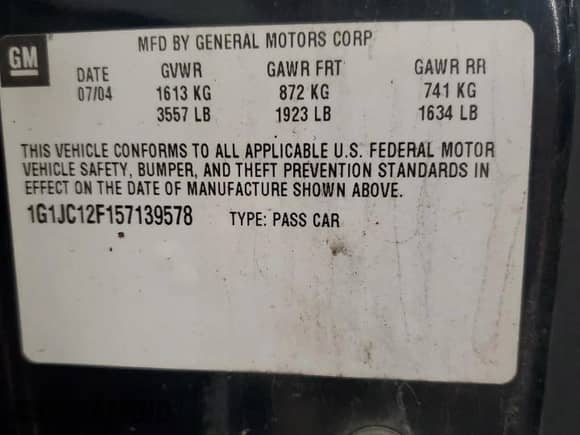 GM
MFD BY GENERAL MOTORS CORP
DATE GVWR GAWR FRT GAWR RR
07/04 1613 KG 872 KG 741 KG
3557 LB 1923 LB 1634 LB
THIS VEHICLE CONFORMS TO ALL APPLICABLE U.S. FEDERAL MOTOR
VEHICLE SAFETY, BUMPER, AND THEFT PREVENTION STANDARDS IN
EFFECT ON THE DATE OF MANUFACTURE SHOWN ABOVE.
1G1JC12F157139578 TYPE: PASS CAR